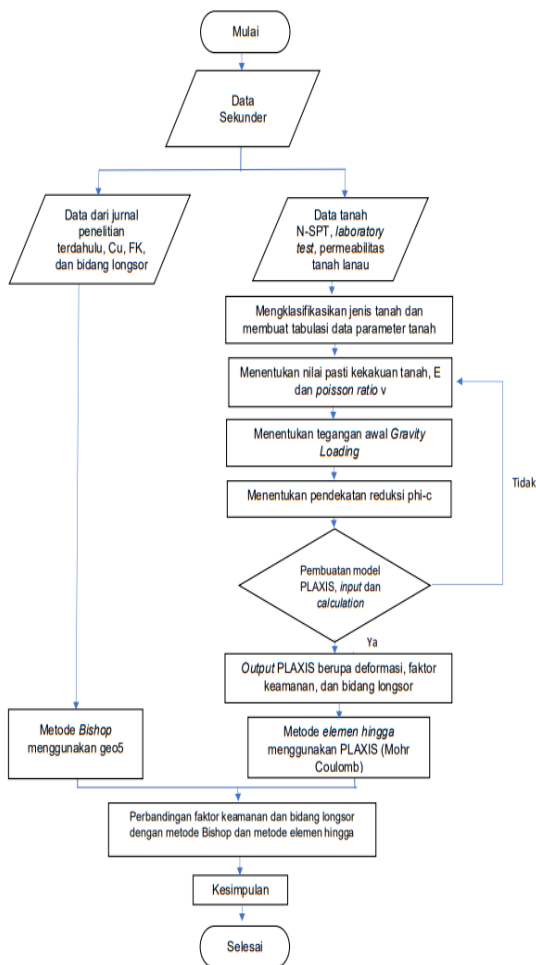 Mulai
Data
Sekunder
Data dari jurnal
penelitian
terdahulu, Cu, FK,
dan bidang longsor
Data tanah
N-SPT, laboratory
test, permeabilitas
tanah lanau
Mengklasifikasikan jenis tanah dan
membuat tabulasi data parameter tanah
Menentukan nilai pasti kekakuan tanah, E
dan poisson ratio v
Menentukan tegangan awal Gravity
Loading
Menentukan pendekatan reduksi phi-c
Tidak
Pembuatan model
PLAXIS, input dan
calculation
Ya
Output PLAXIS berupa deformasi, faktor
keamanan, dan bidang longsor
Metode Bishop
menggunakan geo5
Metode elemen hingga
menggunakan PLAXIS (Mohr
Coulomb)
Perbandingan faktor keamanan dan bidang longsor
dengan metode Bishop dan metode elemen hingga
Kesimpulan
Selesai